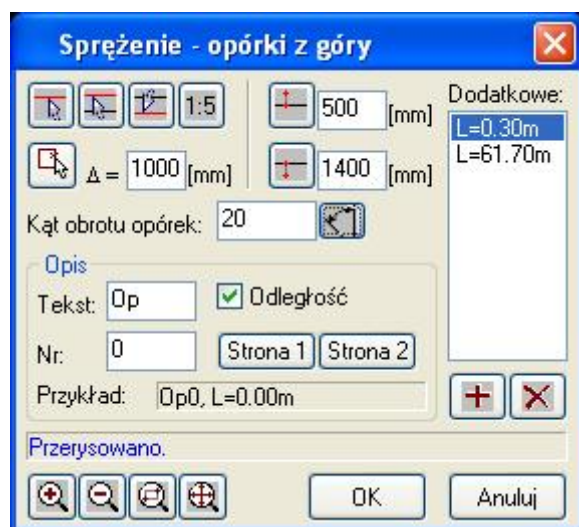 Sprężenie - opórki z góry
1:5
500 [mm]
Dodatkowe:
L=0.30m
L=61.70m
Δ = 1000 [mm]
1400 [mm]
Kąt obrotu opórek: 20
Opis
Tekst: Op
Odległość
Nr: 0
Strona 1 Strona 2
Przykład: Op0, L=0.00m
Przerysowano.
OK
Anuluj